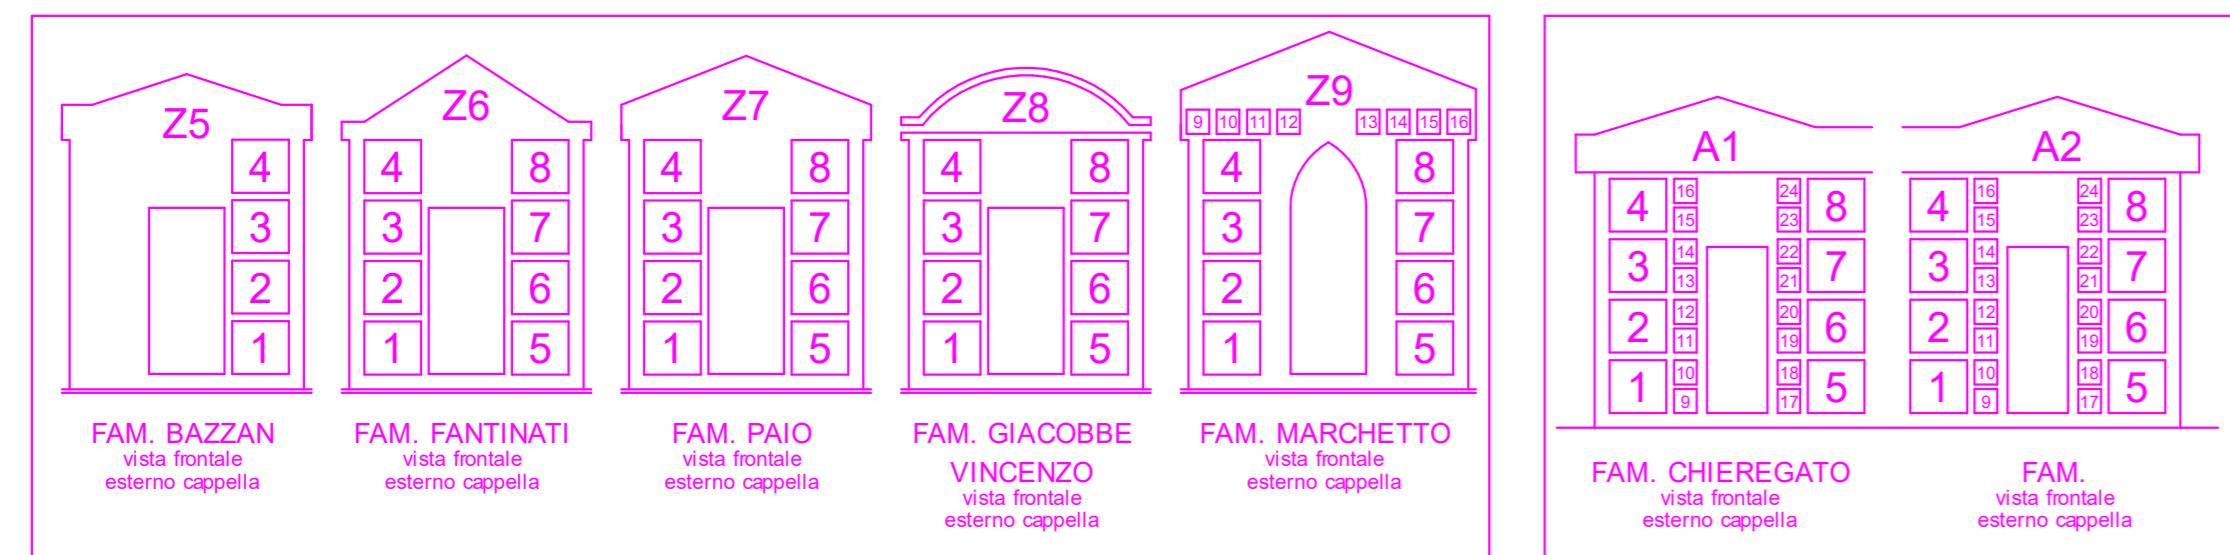 Z5
4
3
2
1
FAM. BAZZAN
vista frontale
esterno cappella
Z6
4 8
3 7
2 6
1 5
FAM. FANTINATI
vista frontale
esterno cappella
Z7
4 8
3 7
2 6
1 5
FAM. PAIO
vista frontale
esterno cappella
Z8
4 8
3 7
2 6
1 5
FAM. GIACOBBE
VINCENZO
vista frontale
esterno cappella
Z9
9 10 11 12 13 14 15 16
4 8
3 7
2 6
1 5
FAM. MARCHETTO
vista frontale
esterno cappella
A1
4 16 24 8
15 23
3 14 22 7
13 21
2 12 20 6
11 19
1 10 18 5
9 17
FAM. CHIEREGATO
vista frontale
esterno cappella
A2
4 16 24 8
15 23
3 14 22 7
13 21
2 12 20 6
11 19
1 10 18 5
9 17
FAM.
vista frontale
esterno cappella